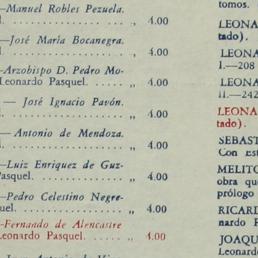 —Manuel Robles Pezuela.
l. . . . . . . . . . . . . „ 4.00
—José María Bocanegra.
l. . . . . . . . . . . . . „ 4.00
—Arzobispo D. Pedro Mo-
Leonardo Pasquel. . . . „ 4.00
— José Ignacio Pavón.
l. . . . . . . . . . . . . „ 4.00
— Antonio de Mendoza.
l. . . . . . . . . . . . . „ 4.00
—Luiz Enriquez de Guz-
Pasquel. . . . . . . . . „ 4.00
—Pedro Celestino Negre-
quel. . . . . . . . . . . „ 4.00
—Fernando de Alencastre
Leonardo Pasquel. . . „ 4.00
tomos.
LEONA
tado).
LEONA
I.—208
LEONA
II.—242
LEONA
tado).
SEBAST
Con est
MELITO
obra que
prólogo
RICARD
nardo P
JOAQU
Leonardo